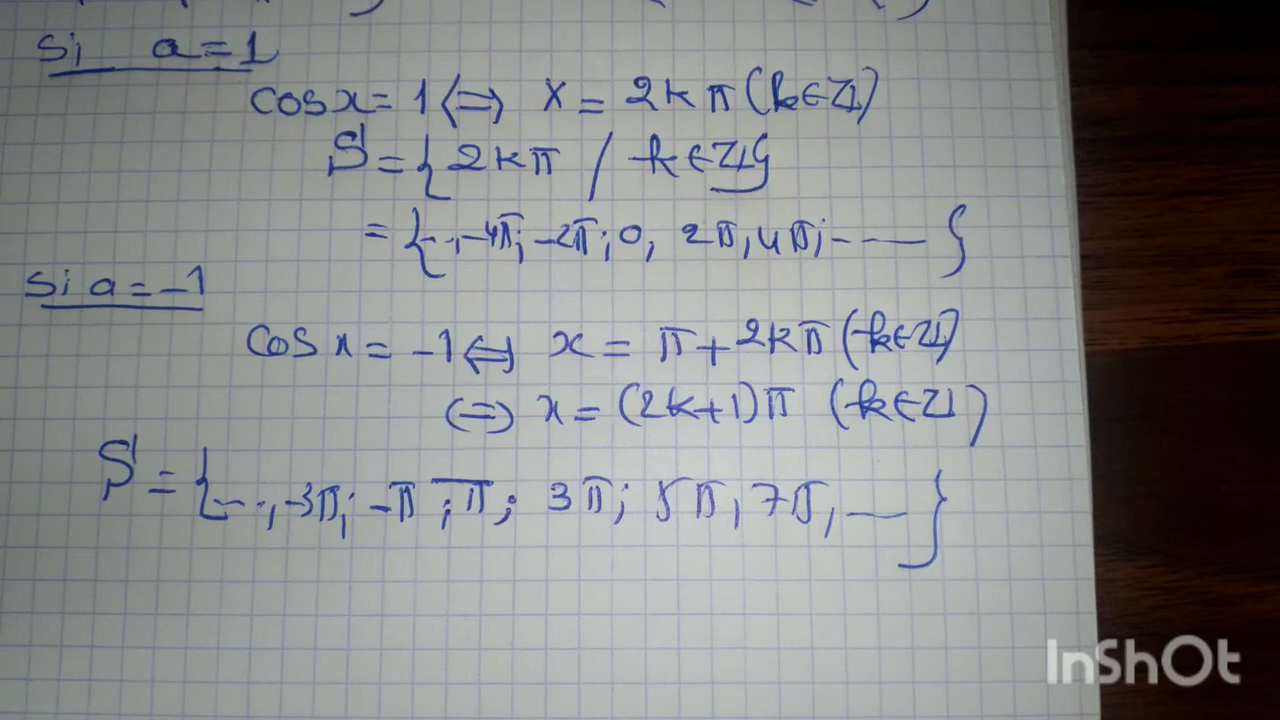 Si a=1
cos x = 1 ⇔ x = 2kπ (k∈ℤ)
S = {2kπ / k∈ℤ}
= {--., -4π; -2π; 0, 2π, 4π; ----- }
Si a = -1
cos x = -1 ⇔ x = π + 2kπ (k∈ℤ)
⇔ x = (2k+1)π (k∈ℤ)
S = {--., -3π; -π; π; 3π; 5π, 7π, --- }
InShOt